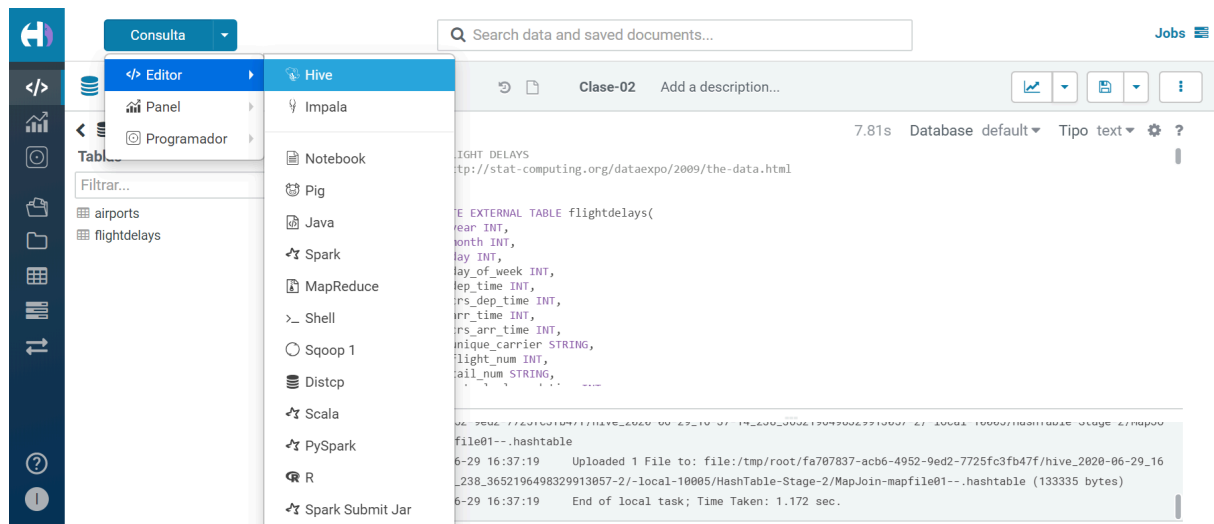 Consulta
Search data and saved documents...
Jobs
</> Editor
Hive
Clase-02
Add a description...
Panel
Impala
Programador
7.81s
Database default
Tipo text
?
Tablas
Notebook
IGHT DELAYS
tp://stat-computing.org/dataexpo/2009/the-data.html
Filtrar...
Pig
airports
Java
TE EXTERNAL TABLE flightdelays(
flightdelays
year INT,
month INT,
Spark
day INT,
day_of_week INT,
MapReduce
dep_time INT,
crs_dep_time INT,
Shell
arr_time INT,
crs_arr_time INT,
Sqoop 1
unique_carrier STRING,
flight_num INT,
tail_num STRING,
Distcp
Scala
PySpark
file01--.hashtable
R
6-29 16:37:19 Uploaded 1 File to: file:/tmp/root/fa707837-acb6-4952-9ed2-7725fc3fb47f/hive_2020-06-29_16
_238_3652196498329913057-2/-local-10005/HashTable-Stage-2/MapJoin-mapfile01--.hashtable (133335 bytes)
6-29 16:37:19 End of local task; Time Taken: 1.172 sec.
Spark Submit Jar
?
I